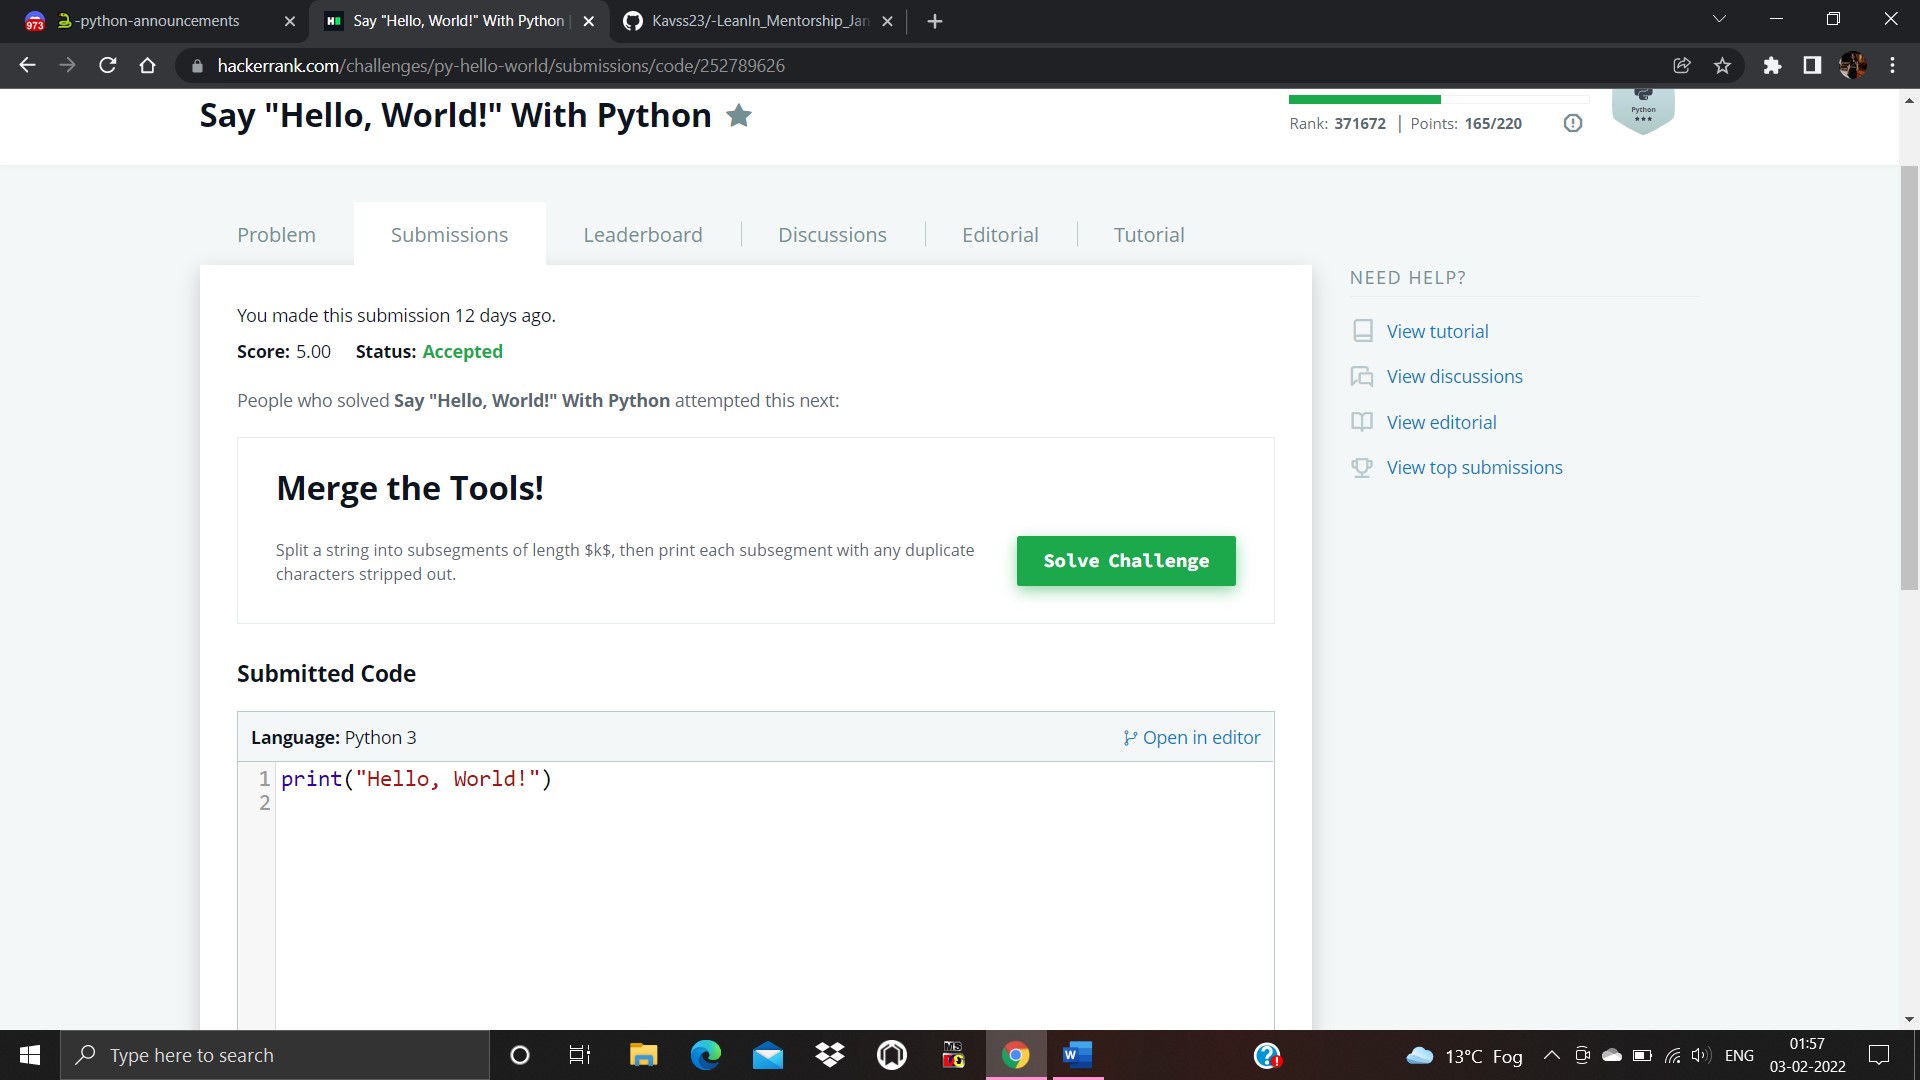 973 -python-announcements
Say "Hello, World!" With Python |
Kavss23/-LeanIn_Mentorship_Jan
hackerrank.com/challenges/py-hello-world/submissions/code/252789626
Say "Hello, World!" With Python
Rank: 371672 | Points: 165/220
Python
Problem
Submissions
Leaderboard
Discussions
Editorial
Tutorial
NEED HELP?
View tutorial
View discussions
View editorial
View top submissions
You made this submission 12 days ago.
Score: 5.00 Status: Accepted
People who solved Say "Hello, World!" With Python attempted this next:
Merge the Tools!
Split a string into subsegments of length $k$, then print each subsegment with any duplicate
characters stripped out.
Solve Challenge
Submitted Code
Language: Python 3
Open in editor
1 print("Hello, World!")
2
Type here to search
13°C Fog
ENG
01:57
03-02-2022